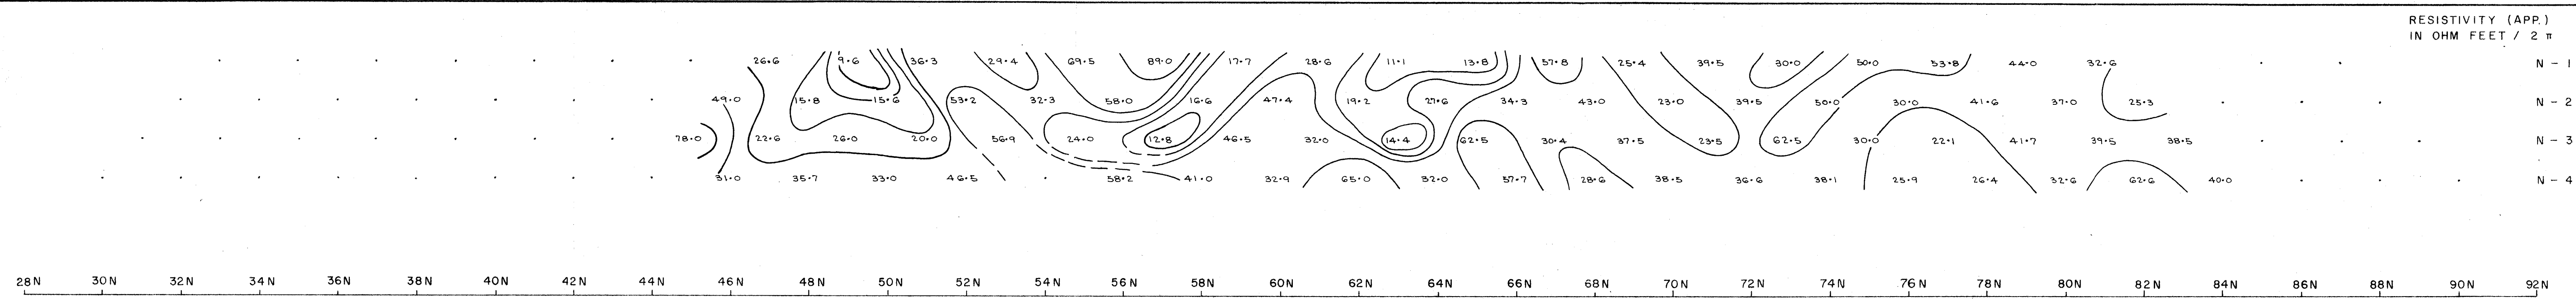 RESISTIVITY (APP.)
IN OHM FEET / 2 π
26.6 9.6 36.3 29.4 69.5 89.0 17.7 28.6 11.1 13.8 57.8 25.4 39.5 30.0 50.0 53.8 44.0 32.6 N - 1
49.0 15.8 15.6 53.2 32.3 58.0 16.6 47.4 19.2 27.6 34.3 43.0 23.0 39.5 50.0 30.0 41.6 37.0 25.3 N - 2
78.0 22.6 26.0 20.0 56.9 24.0 12.8 46.5 32.0 14.4 62.5 30.4 37.5 23.5 62.5 30.0 22.1 41.7 39.5 38.5 N - 3
31.0 35.7 33.0 46.5 58.2 41.0 32.9 65.0 32.0 57.7 28.6 38.5 36.6 38.1 25.9 26.4 32.6 62.6 40.0 N - 4
28N 30N 32N 34N 36N 38N 40N 42N 44N 46N 48N 50N 52N 54N 56N 58N 60N 62N 64N 66N 68N 70N 72N 74N 76N 78N 80N 82N 84N 86N 88N 90N 92N